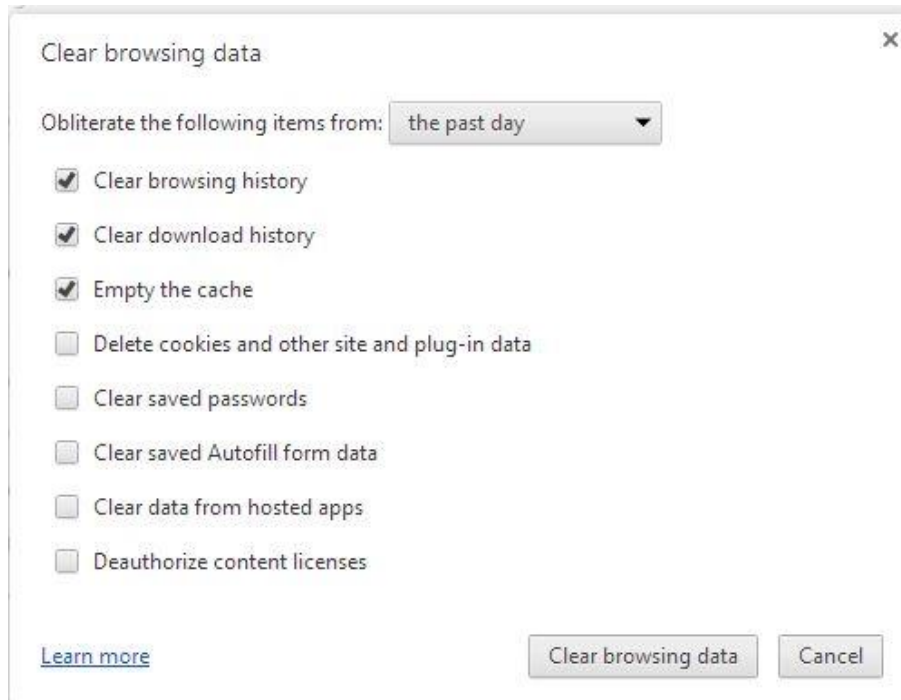 Clear browsing data
Obliterate the following items from: the past day
Clear browsing history
Clear download history
Empty the cache
Delete cookies and other site and plug-in data
Clear saved passwords
Clear saved Autofill form data
Clear data from hosted apps
Deauthorize content licenses
Learn more Clear browsing data Cancel